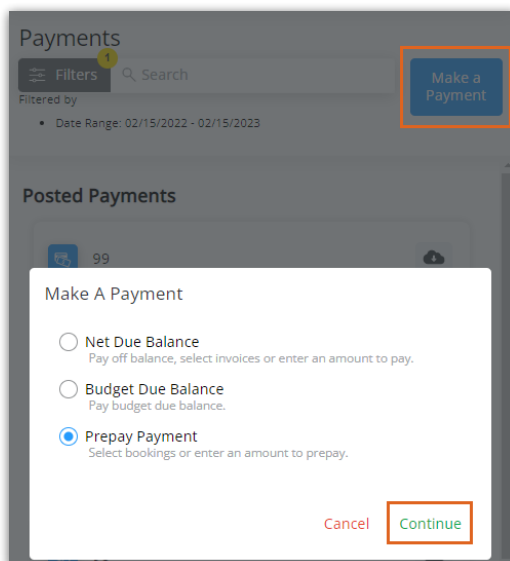 Payments
1
Filters
Search
Make a
Payment
Filtered by
• Date Range: 02/15/2022 - 02/15/2023
Posted Payments
99
Make A Payment
Net Due Balance
Pay off balance, select invoices or enter an amount to pay.
Budget Due Balance
Pay budget due balance.
Prepay Payment
Select bookings or enter an amount to prepay.
Cancel Continue